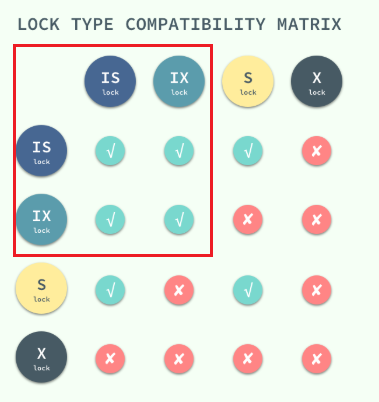 LOCK TYPE COMPATIBILITY MATRIX
IS lock IX lock S lock X lock
IS lock √ √ √ ✘
IX lock √ √ ✘ ✘
S lock √ ✘ √ ✘
X lock ✘ ✘ ✘ ✘